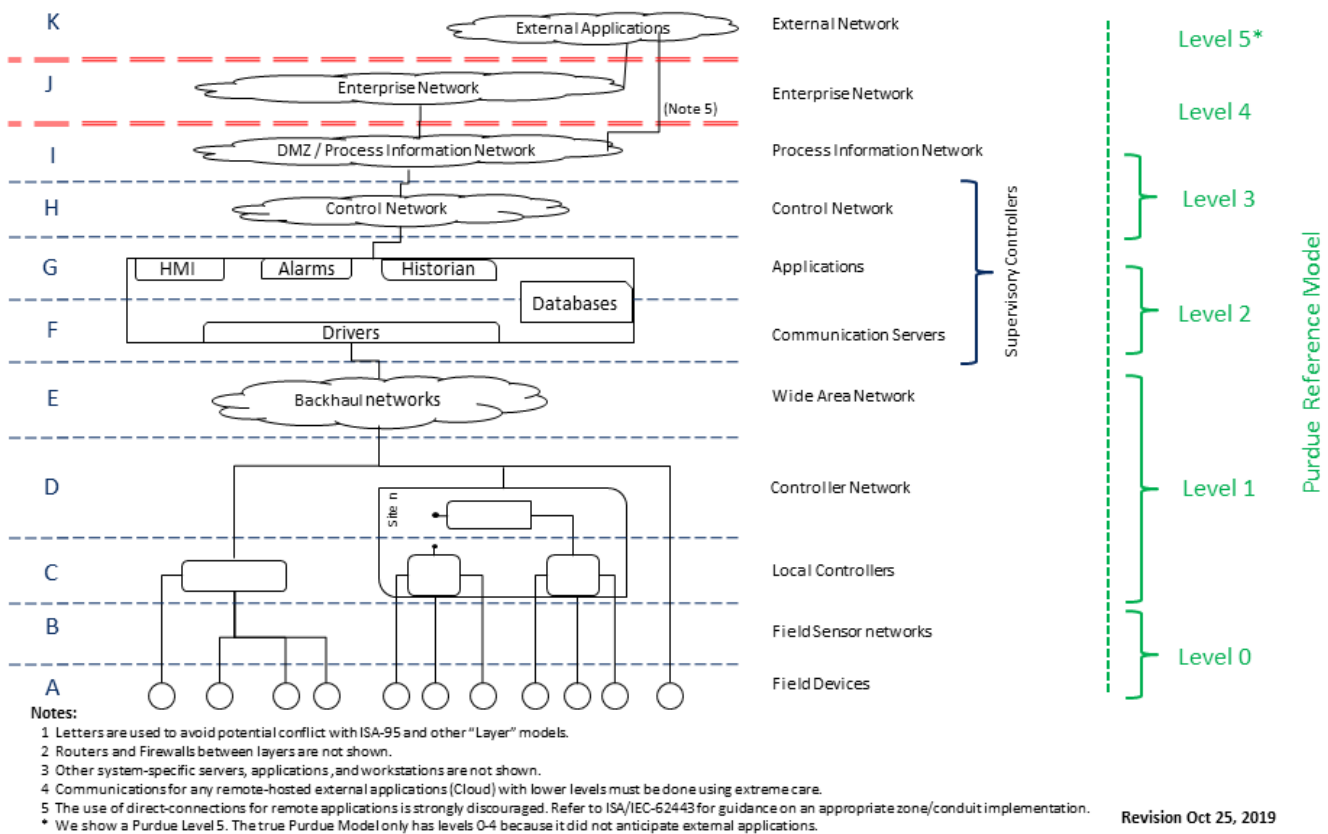 K
External Applications
External Network
Level 5*
J
Enterprise Network
Enterprise Network
Level 4
(Note 5)
I
DMZ / Process Information Network
Process Information Network
H
Control Network
Control Network
Level 3
G
HMI
Alarms
Historian
Applications
Databases
Level 2
F
Drivers
Communication Servers
Supervisory Controllers
Purdue Reference Model
E
Backhaul networks
Wide Area Network
D
Site n
Controller Network
Level 1
C
Local Controllers
B
Field Sensor networks
Level 0
A
Field Devices
Notes:
1 Letters are used to avoid potential conflict with ISA-95 and other “Layer” models.
2 Routers and Firewalls between layers are not shown.
3 Other system-specific servers, applications ,and workstations are not shown.
4 Communications for any remote-hosted external applications (Cloud) with lower levels must be done using extreme care.
5 The use of direct-connections for remote applications is strongly discouraged. Refer to ISA/IEC-62443 for guidance on an appropriate zone/conduit implementation.
* We show a Purdue Level 5. The true Purdue Model only has levels 0-4 because it did not anticipate external applications.
Revision Oct 25, 2019